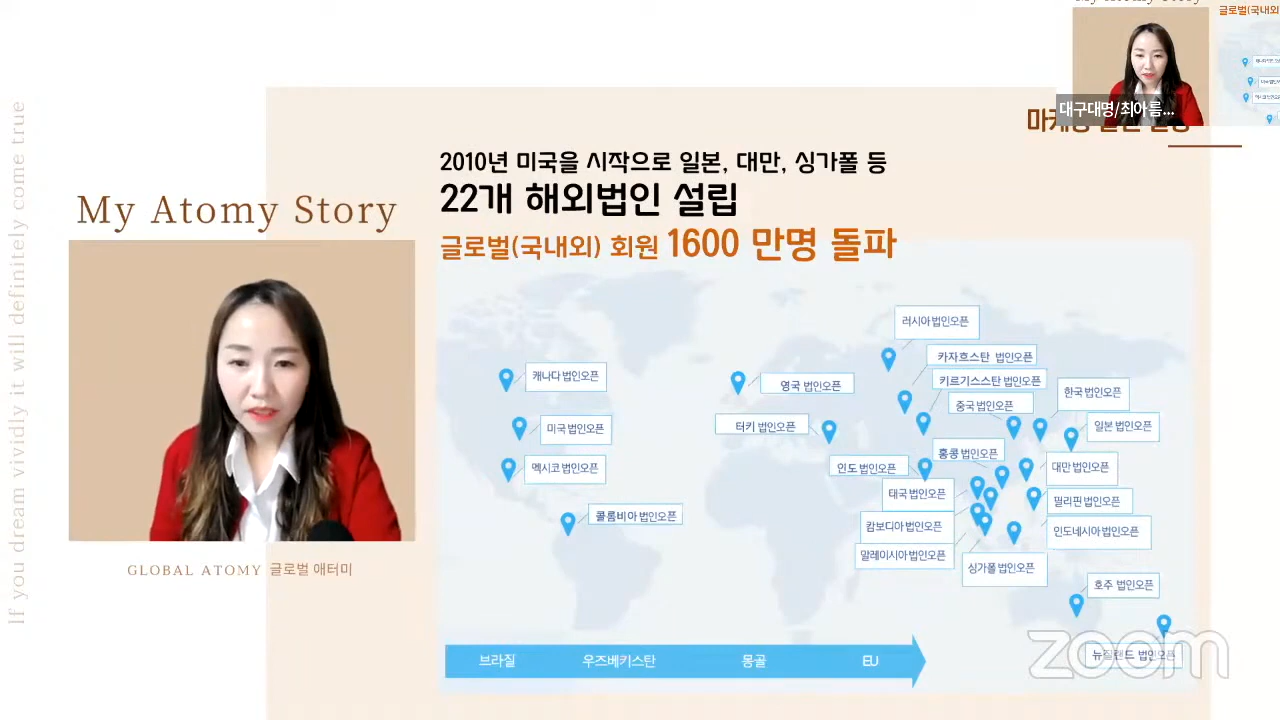 My Atomy Story
글로벌(국내외
대구대명/최아름...
If you dream vividly it will definitely come true
My Atomy Story
GLOBAL ATOMY 글로벌 애터미
2010년 미국을 시작으로 일본, 대만, 싱가폴 등
22개 해외법인 설립
글로벌(국내외) 회원 1600 만명 돌파
러시아법인오픈
카자흐스탄 법인오픈
키르기스스탄 법인오픈
중국 법인오픈
한국 법인오픈
일본 법인오픈
캐나다 법인오픈
영국 법인오픈
미국 법인오픈
터키 법인오픈
멕시코 법인오픈
인도 법인오픈
홍콩 법인오픈
대만 법인오픈
태국 법인오픈
필리핀 법인오픈
콜롬비아 법인오픈
캄보디아 법인오픈
인도네시아 법인오픈
말레이시아 법인오픈
싱가폴 법인오픈
호주 법인오픈
뉴질랜드 법인오픈
브라질 우즈베키스탄 몽골 EU
zoom